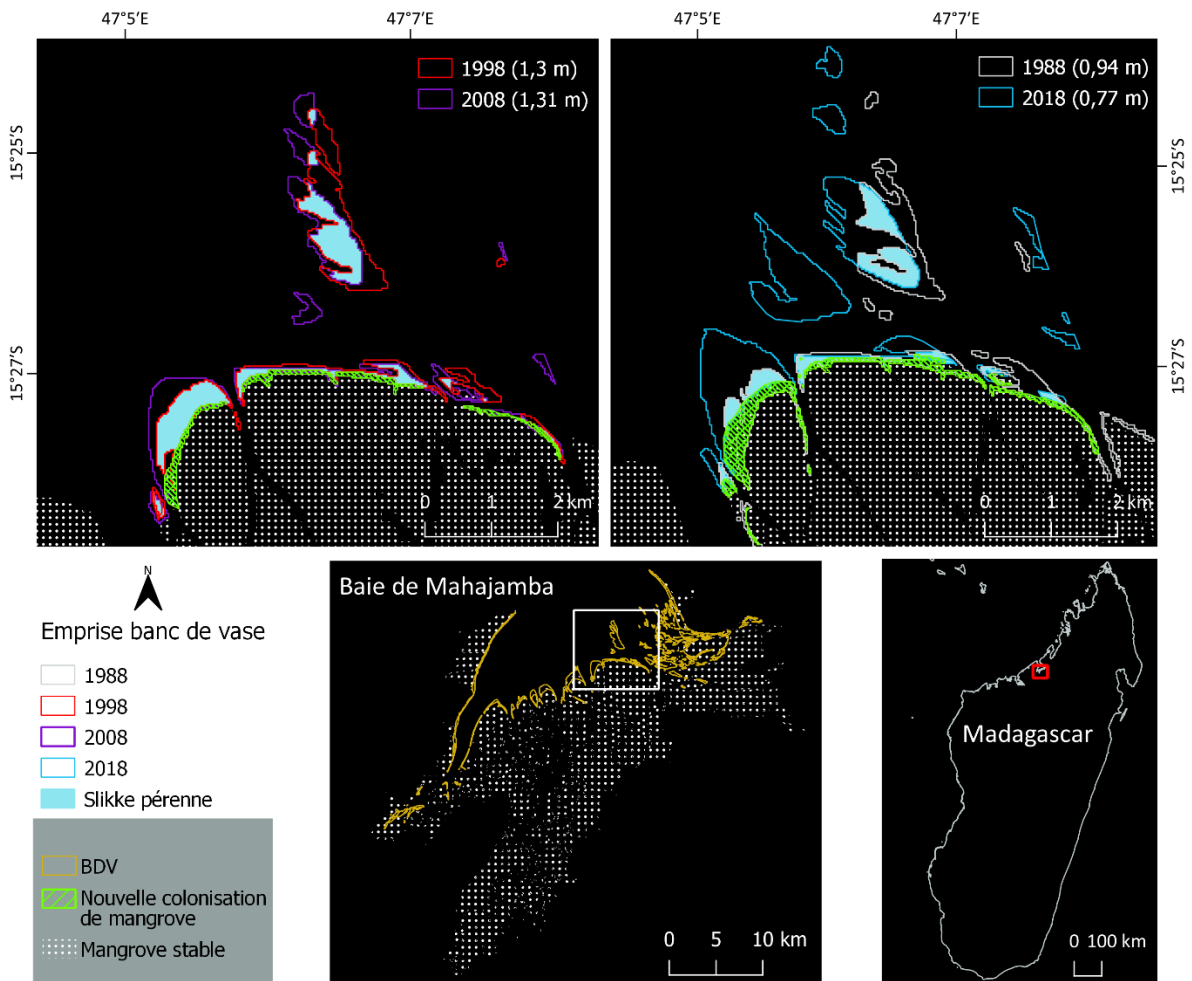 47°5'E
47°7'E
47°5'E
47°7'E
1998 (1,3 m)
2008 (1,31 m)
1988 (0,94 m)
2018 (0,77 m)
15°25'S
15°27'S
15°25'S
15°27'S
0 1 2 km
0 1 2 km
N
Emprise banc de vase
1988
1998
2008
2018
Slikke pérenne
BDV
Nouvelle colonisation
de mangrove
Mangrove stable
Baie de Mahajamba
0 5 10 km
Madagascar
0 100 km